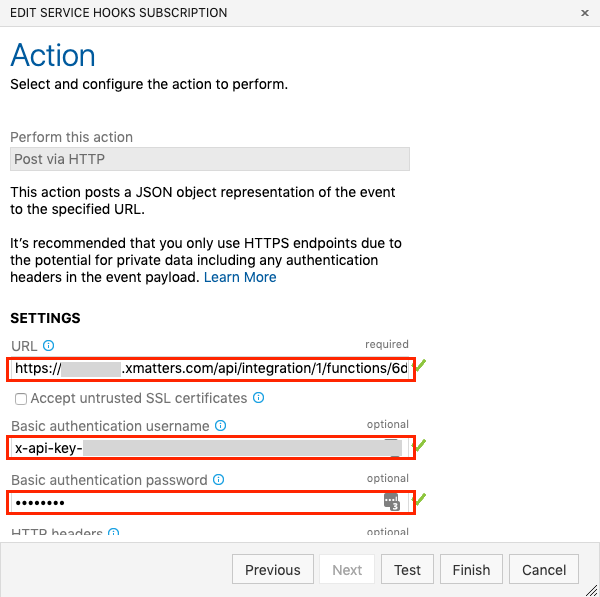 EDIT SERVICE HOOKS SUBSCRIPTION
Action
Select and configure the action to perform.
Perform this action
Post via HTTP
This action posts a JSON object representation of the event
to the specified URL.
It's recommended that you only use HTTPS endpoints due to
the potential for private data including any authentication
headers in the event payload. Learn More
SETTINGS
URL required
https:// .xmatters.com/api/integration/1/functions/6d
Accept untrusted SSL certificates
Basic authentication username optional
x-api-key-
Basic authentication password optional
••••••••
3
HTTP headers optional
Previous Next Test Finish Cancel